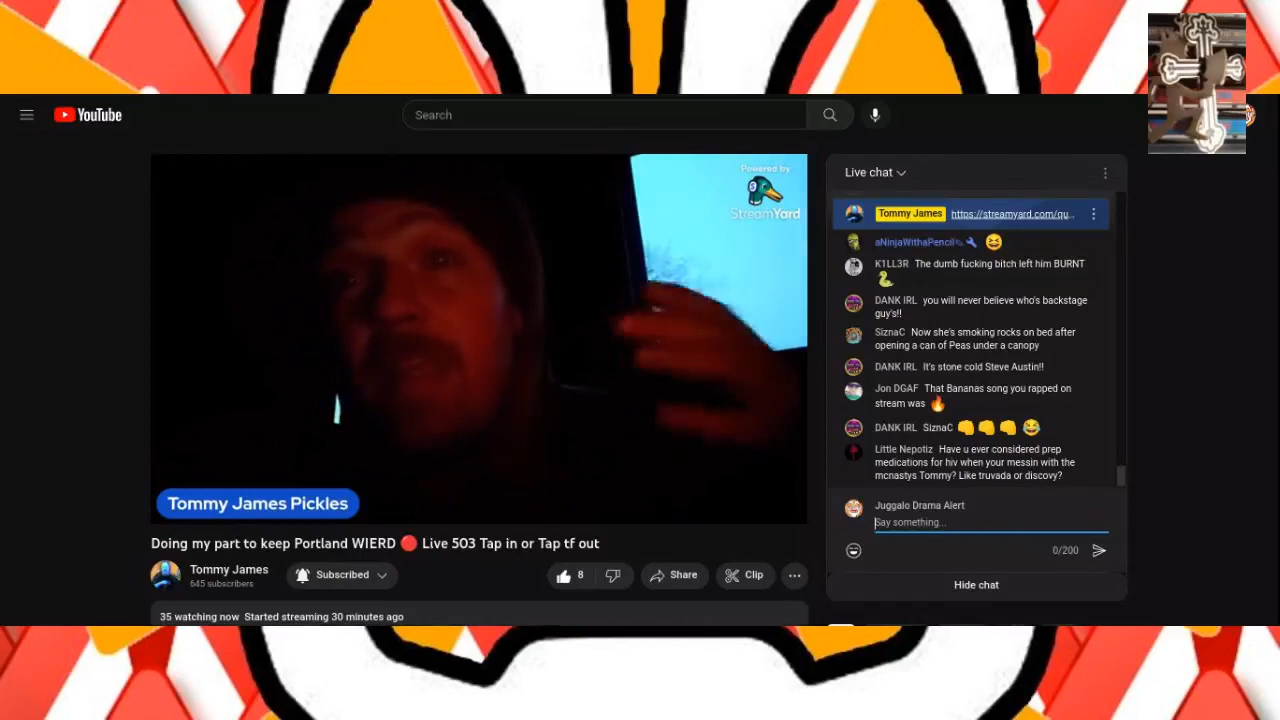 YouTube
Search
Powered by
StreamYard
Tommy James Pickles
Doing my part to keep Portland WIERD 🔴 Live 503 Tap in or Tap tf out
Tommy James
645 subscribers
Subscribed
8
Share
Clip
35 watching now Started streaming 30 minutes ago
Live chat
Tommy James https://streamyard.com/qu...
aNinjaWithaPencil✏🔧 😆
K1LL3R The dumb fucking bitch left him BURNT
🐍
DANK IRL you will never believe who's backstage
guy's!!
SiznaC Now she's smoking rocks on bed after
opening a can of Peas under a canopy
DANK IRL It's stone cold Steve Austin!!
Jon DGAF That Bananas song you rapped on
stream was 🔥
DANK IRL SiznaC 👊👊👊😂
Little Nepotiz Have u ever considered prep
medications for hiv when your messin with the
mcnastys Tommy? Like truvada or discovy?
Juggalo Drama Alert
Say something...
0/200
Hide chat